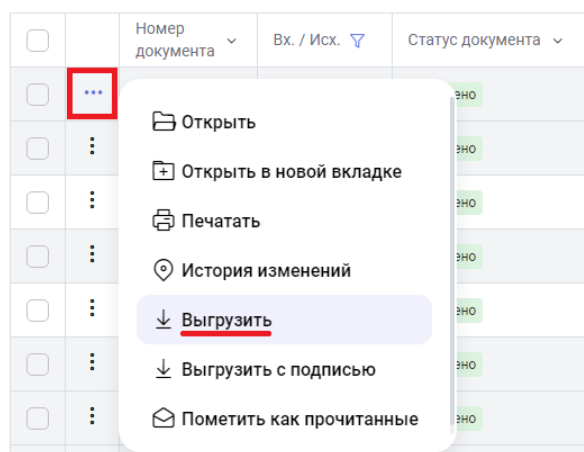 Номер
документа
Вх. / Исх.
Статус документа
Открыть
Открыть в новой вкладке
Печатать
История изменений
Выгрузить
Выгрузить с подписью
Пометить как прочитанные